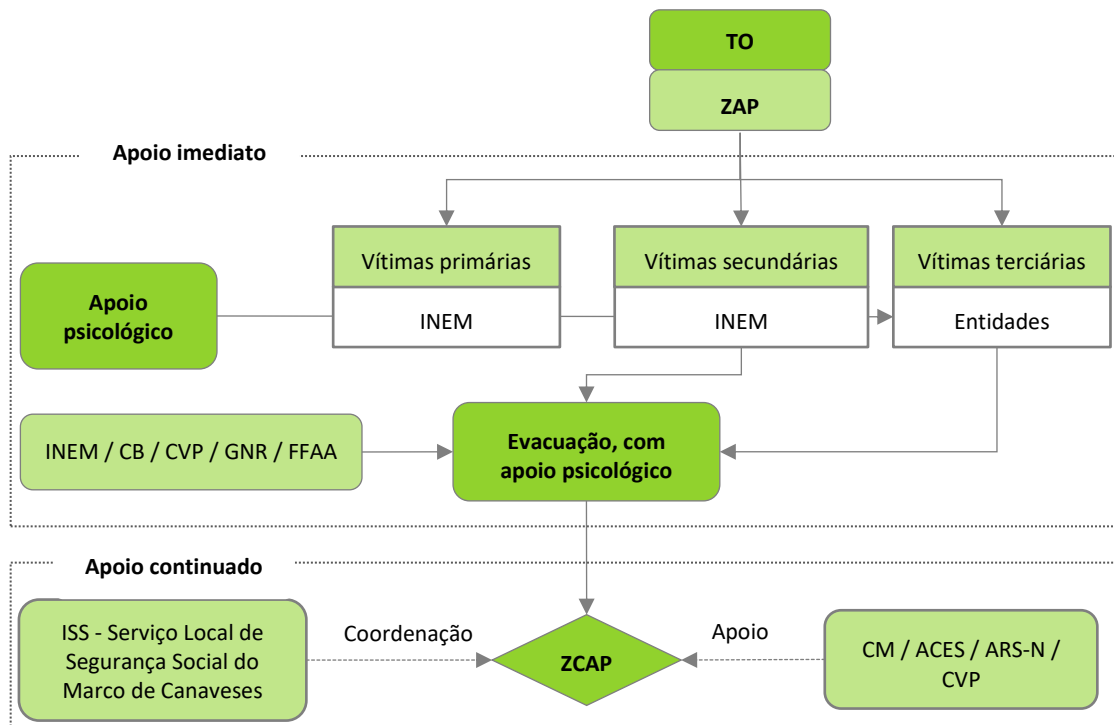 TO
ZAP
Apoio imediato
Vítimas primárias
Vítimas secundárias
Vítimas terciárias
Apoio
psicológico
INEM
INEM
Entidades
INEM / CB / CVP / GNR / FFAA
Evacuação, com
apoio psicológico
Apoio continuado
ISS - Serviço Local de
Segurança Social do
Marco de Canaveses
Coordenação
ZCAP
Apoio
CM / ACES / ARS-N /
CVP